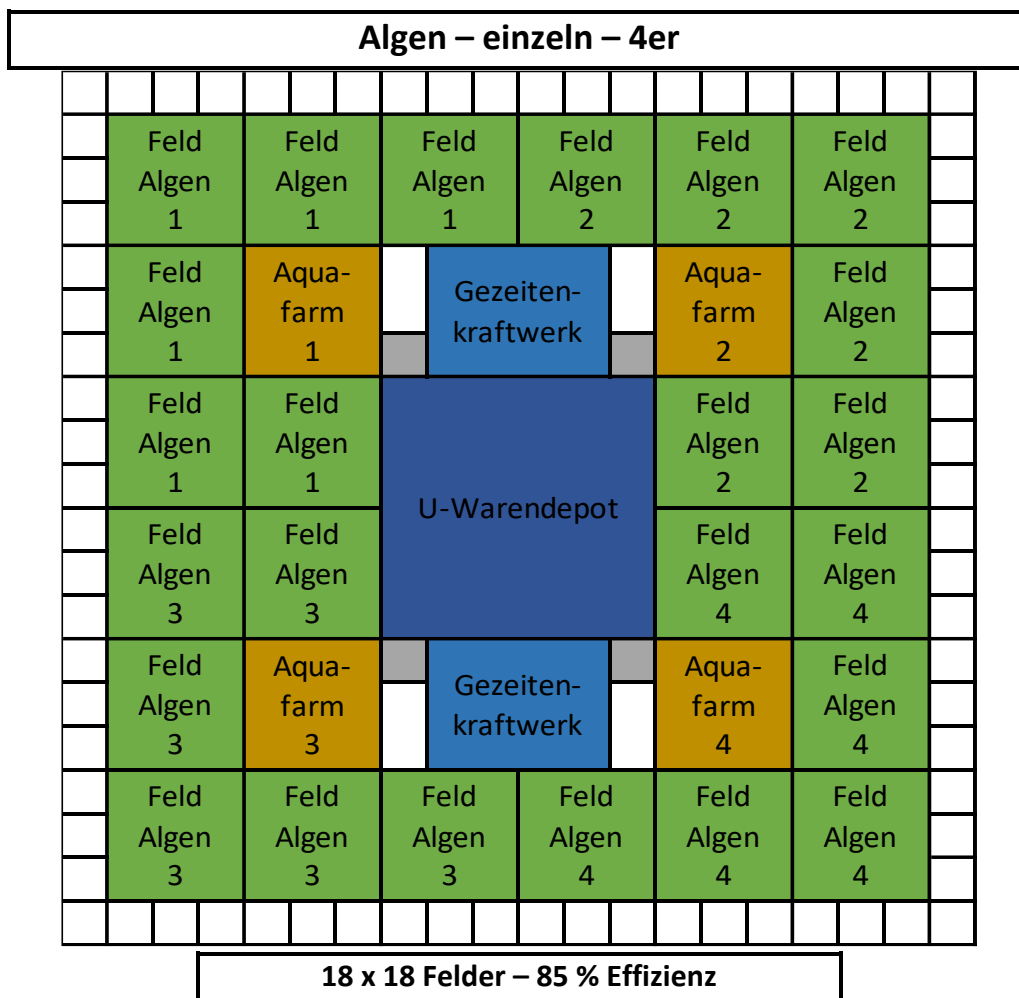 Algen – einzeln – 4er
Feld
Algen
1
Feld
Algen
1
Feld
Algen
1
Feld
Algen
2
Feld
Algen
2
Feld
Algen
2
Feld
Algen
1
Aqua-
farm
1
Gezeiten-
kraftwerk
Aqua-
farm
2
Feld
Algen
2
Feld
Algen
1
Feld
Algen
1
U-Warendepot
Feld
Algen
2
Feld
Algen
2
Feld
Algen
3
Feld
Algen
3
Feld
Algen
4
Feld
Algen
4
Feld
Algen
3
Aqua-
farm
3
Gezeiten-
kraftwerk
Aqua-
farm
4
Feld
Algen
4
Feld
Algen
3
Feld
Algen
3
Feld
Algen
3
Feld
Algen
4
Feld
Algen
4
Feld
Algen
4
18 x 18 Felder – 85 % Effizienz